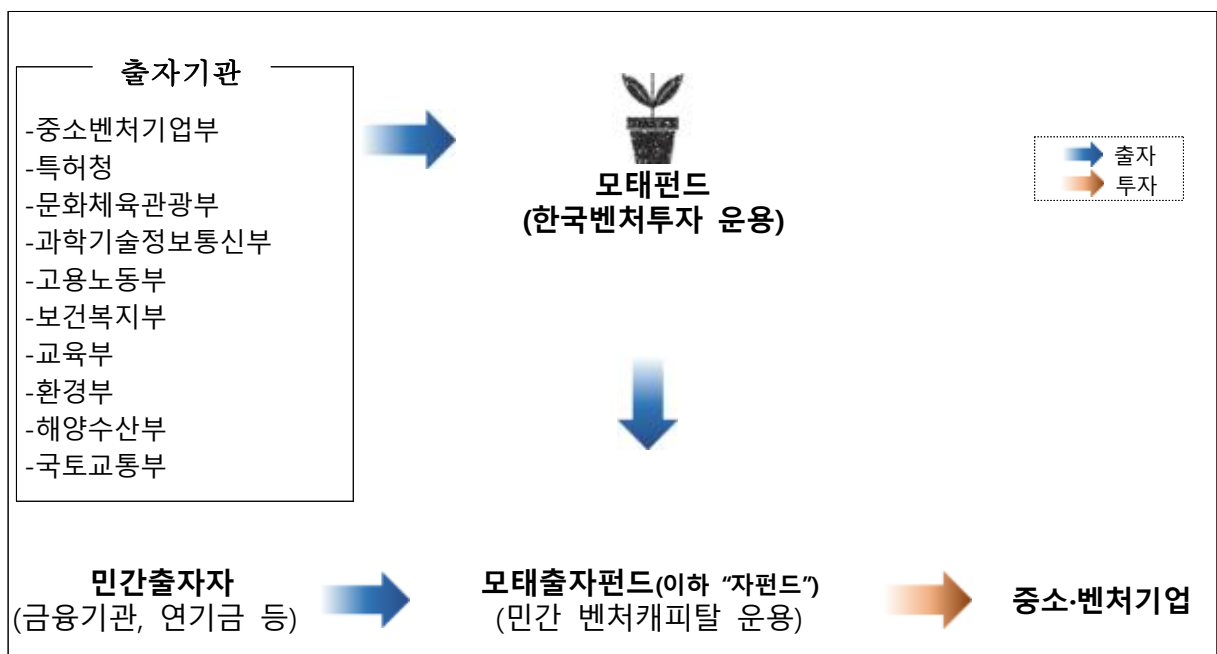 출자기관
-중소벤처기업부
-특허청
-문화체육관광부
-과학기술정보통신부
-고용노동부
-보건복지부
-교육부
-환경부
-해양수산부
-국토교통부
모태펀드
(한국벤처투자 운용)
출자
투자
민간출자자
(금융기관, 연기금 등)
모태출자펀드(이하 “자펀드”)
(민간 벤처캐피탈 운용)
중소·벤처기업